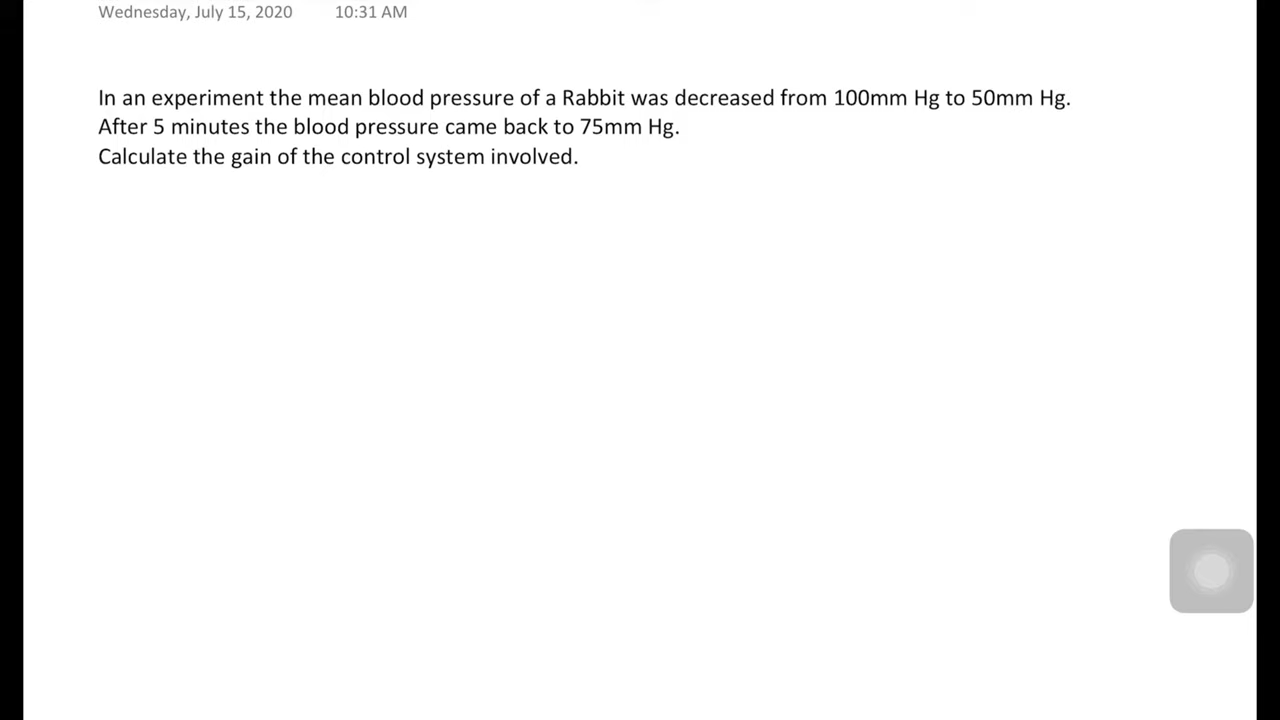 Wednesday, July 15, 2020 10:31 AM
In an experiment the mean blood pressure of a Rabbit was decreased from 100mm Hg to 50mm Hg.
After 5 minutes the blood pressure came back to 75mm Hg.
Calculate the gain of the control system involved.